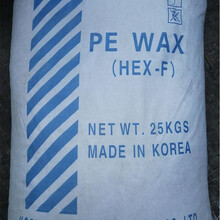 PE WAX
(HEX-F)
NET WT. 25KGS
MADE IN KOREA